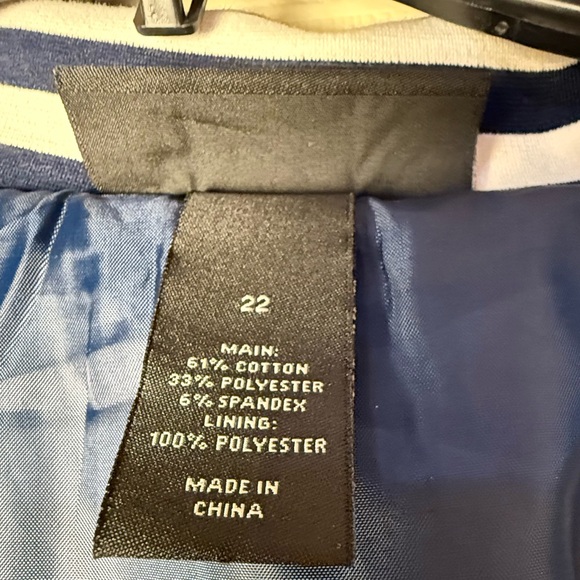 22
MAIN:
61% COTTON
33% POLYESTER
6% SPANDEX
LINING:
100% POLYESTER
MADE IN
CHINA